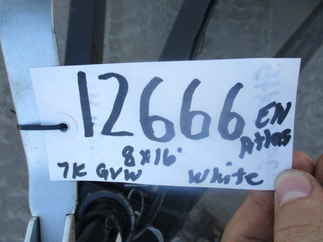 12666 EN
Atlas
8x16'
7K GVW White